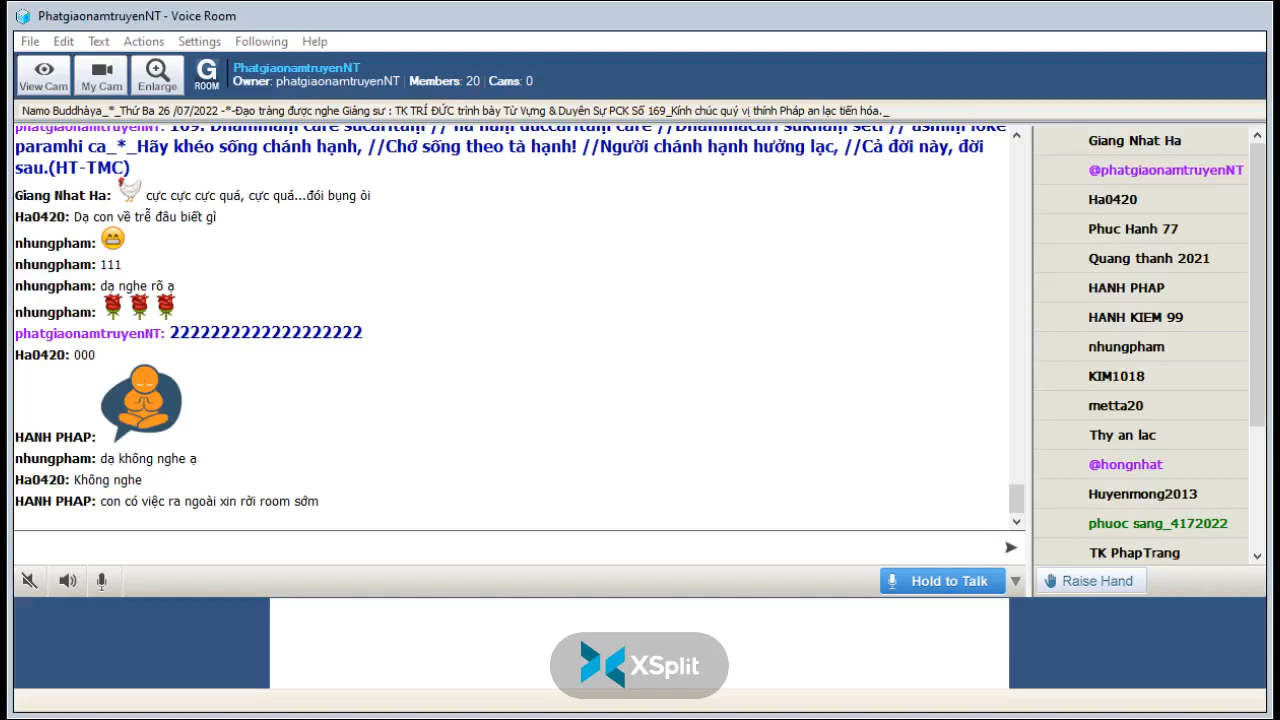 PhatgiaonamtruyenNT - Voice Room
File Edit Text Actions Settings Following Help
View Cam My Cam Enlarge G ROOM
PhatgiaonamtruyenNT
Owner: phatgiaonamtruyenNT | Members: 20 | Cams: 0
Namo Buddhàya_*_Thứ Ba 26 /07/2022 -*-Đạo tràng được nghe Giảng sư : TK TRÍ ĐỨC trình bày Từ Vựng & Duyên Sự PCK Số 169_Kính chúc quý vị thính Pháp an lạc tiến hóa._
phatgiaonamtruyenNT: 169. Dhammaṃ care sucaritaṃ // na naṃ duccaritaṃ care //Dhammacārī sukhaṃ seti // asmiṃ loke
paramhi ca_*_Hãy khéo sống chánh hạnh, //Chớ sống theo tà hạnh! //Người chánh hạnh hưởng lạc, //Cả đời này, đời
sau.(HT-TMC)
Giang Nhat Ha: cực cực cực quá, cực quá...đói bụng òi
Ha0420: Dạ con về trễ đâu biết gì
nhungpham:
nhungpham: 111
nhungpham: dạ nghe rõ ạ
nhungpham:
phatgiaonamtruyenNT: 2222222222222222222
Ha0420: 000
HANH PHAP:
nhungpham: dạ không nghe ạ
Ha0420: Không nghe
HANH PHAP: con có việc ra ngoài xin rời room sớm
Giang Nhat Ha
@phatgiaonamtruyenNT
Ha0420
Phuc Hanh 77
Quang thanh 2021
HANH PHAP
HANH KIEM 99
nhungpham
KIM1018
metta20
Thy an lac
@hongnhat
Huyenmong2013
phuoc sang_4172022
TK PhapTrang
Hold to Talk
Raise Hand
XSplit